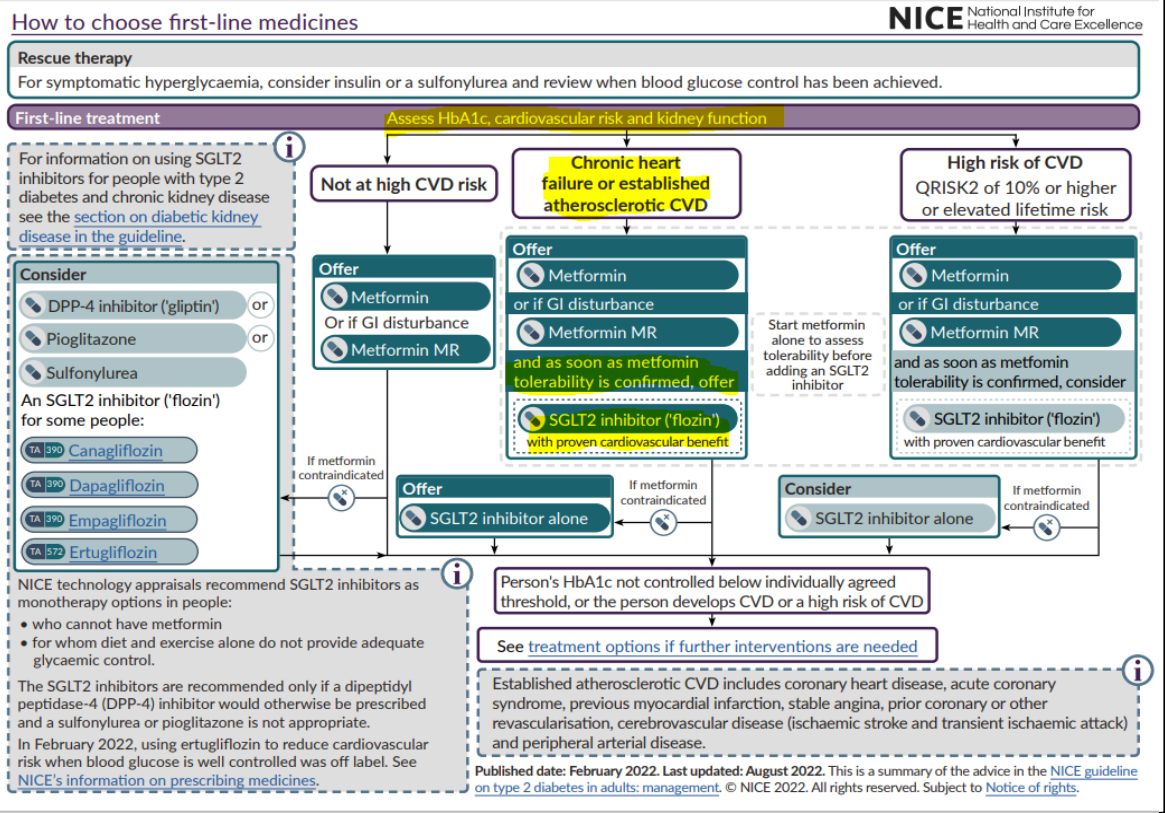 How to choose first-line medicines
NICE National Institute for
Health and Care Excellence
Rescue therapy
For symptomatic hyperglycaemia, consider insulin or a sulfonylurea and review when blood glucose control has been achieved.
First-line treatment
Assess HbA1c, cardiovascular risk and kidney function
i
For information on using SGLT2
inhibitors for people with type 2
diabetes and chronic kidney disease
see the section on diabetic kidney
disease in the guideline.
Not at high CVD risk
Chronic heart
failure or established
atherosclerotic CVD
High risk of CVD
QRISK2 of 10% or higher
or elevated lifetime risk
Consider
DPP-4 inhibitor ('gliptin')
or
Pioglitazone
or
Sulfonylurea
An SGLT2 inhibitor ('flozin')
for some people:
TA 390 Canagliflozin
TA 390 Dapagliflozin
TA 390 Empagliflozin
TA 572 Ertugliflozin
Offer
Metformin
Or if GI disturbance
Metformin MR
Offer
Metformin
or if GI disturbance
Metformin MR
and as soon as metfomin
tolerability is confirmed, offer
SGLT2 inhibitor ('flozin')
with proven cardiovascular benefit
Start metformin
alone to assess
tolerability before
adding an SGLT2
inhibitor
Offer
Metformin
or if GI disturbance
Metformin MR
and as soon as metfomin
tolerability is confirmed, consider
SGLT2 inhibitor ('flozin')
with proven cardiovascular benefit
If metformin
contraindicated
Offer
SGLT2 inhibitor alone
If metformin
contraindicated
Consider
SGLT2 inhibitor alone
If metformin
contraindicated
i
NICE technology appraisals recommend SGLT2 inhibitors as
monotherapy options in people:
• who cannot have metformin
• for whom diet and exercise alone do not provide adequate
glycaemic control.
The SGLT2 inhibitors are recommended only if a dipeptidyl
peptidase-4 (DPP-4) inhibitor would otherwise be prescribed
and a sulfonylurea or pioglitazone is not appropriate.
In February 2022, using ertugliflozin to reduce cardiovascular
risk when blood glucose is well controlled was off label. See
NICE's information on prescribing medicines.
Person's HbA1c not controlled below individually agreed
threshold, or the person develops CVD or a high risk of CVD
See treatment options if further interventions are needed
i
Established atherosclerotic CVD includes coronary heart disease, acute coronary
syndrome, previous myocardial infarction, stable angina, prior coronary or other
revascularisation, cerebrovascular disease (ischaemic stroke and transient ischaemic attack)
and peripheral arterial disease.
Published date: February 2022. Last updated: August 2022. This is a summary of the advice in the NICE guideline
on type 2 diabetes in adults: management. © NICE 2022. All rights reserved. Subject to Notice of rights.